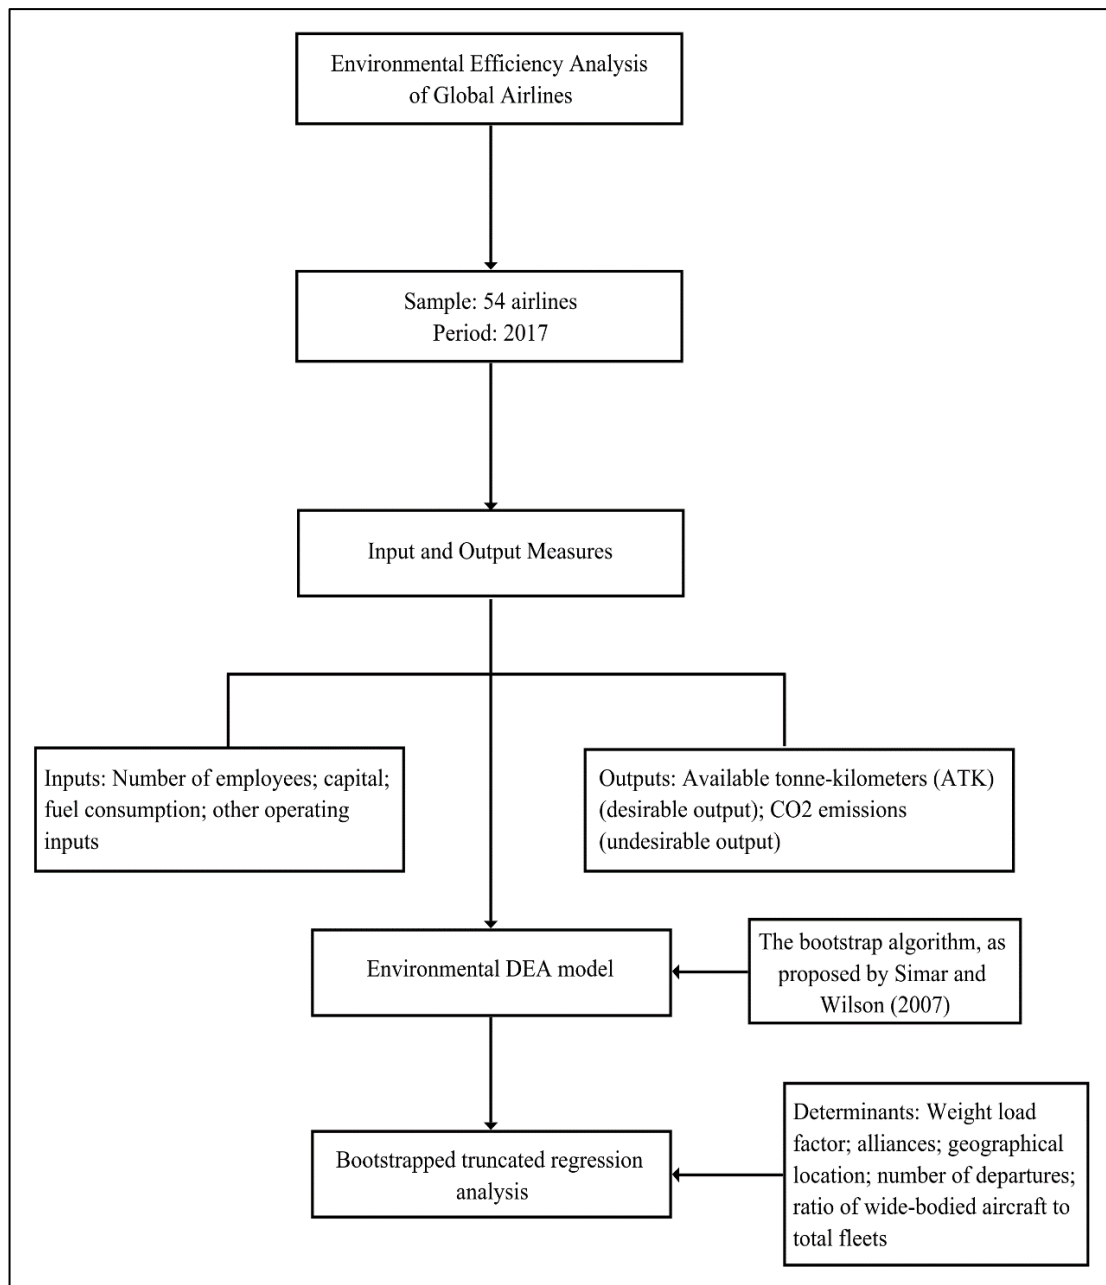 Environmental Efficiency Analysis
of Global Airlines
Sample: 54 airlines
Period: 2017
Input and Output Measures
Inputs: Number of employees; capital;
fuel consumption; other operating
inputs
Outputs: Available tonne-kilometers (ATK)
(desirable output); CO2 emissions
(undesirable output)
Environmental DEA model
The bootstrap algorithm, as
proposed by Simar and
Wilson (2007)
Bootstrapped truncated regression
analysis
Determinants: Weight load
factor; alliances; geographical
location; number of departures;
ratio of wide-bodied aircraft to
total fleets